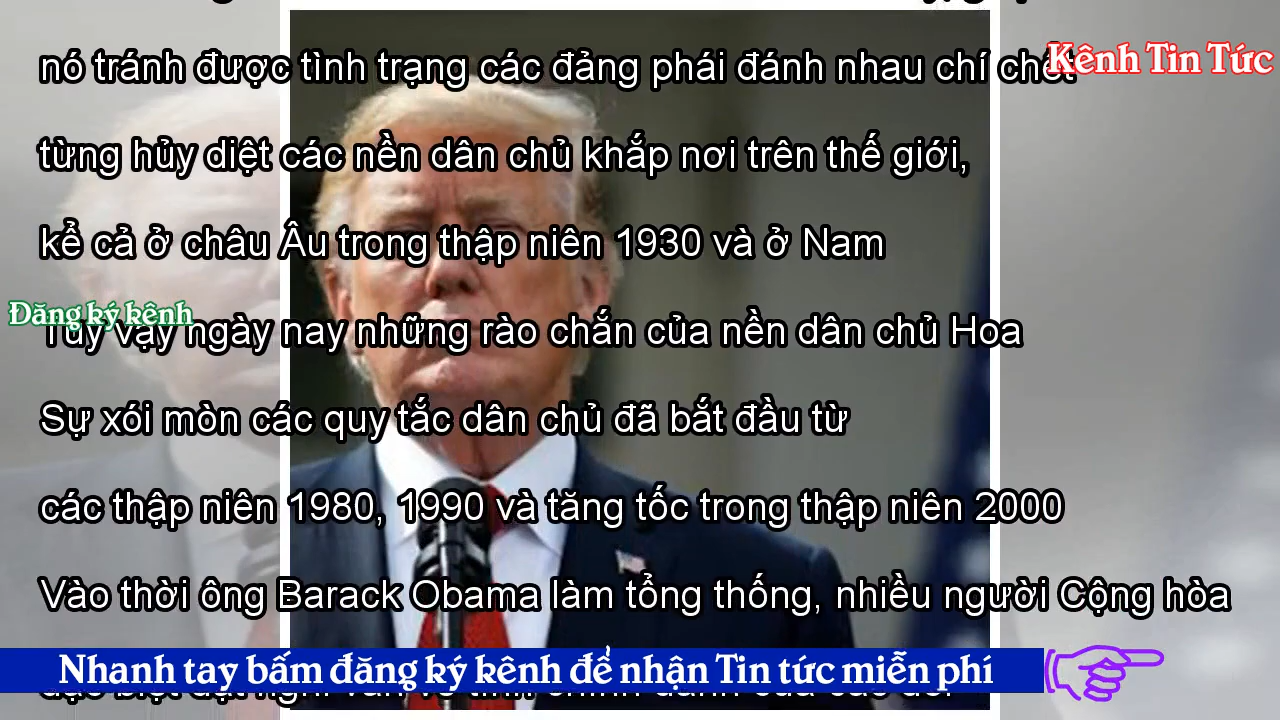 nó tránh được tình trạng các đảng phái đánh nhau chí chết
Kênh Tin Tức
từng hủy diệt các nền dân chủ khắp nơi trên thế giới,
kể cả ở châu Âu trong thập niên 1930 và ở Nam
Đăng ký kênh
Tuy vậy ngày nay những rào chắn của nền dân chủ Hoa
Sự xói mòn các quy tắc dân chủ đã bắt đầu từ
các thập niên 1980, 1990 và tăng tốc trong thập niên 2000
Vào thời ông Barack Obama làm tổng thống, nhiều người Cộng hòa
Nhanh tay bấm đăng ký kênh để nhận Tin tức miễn phí